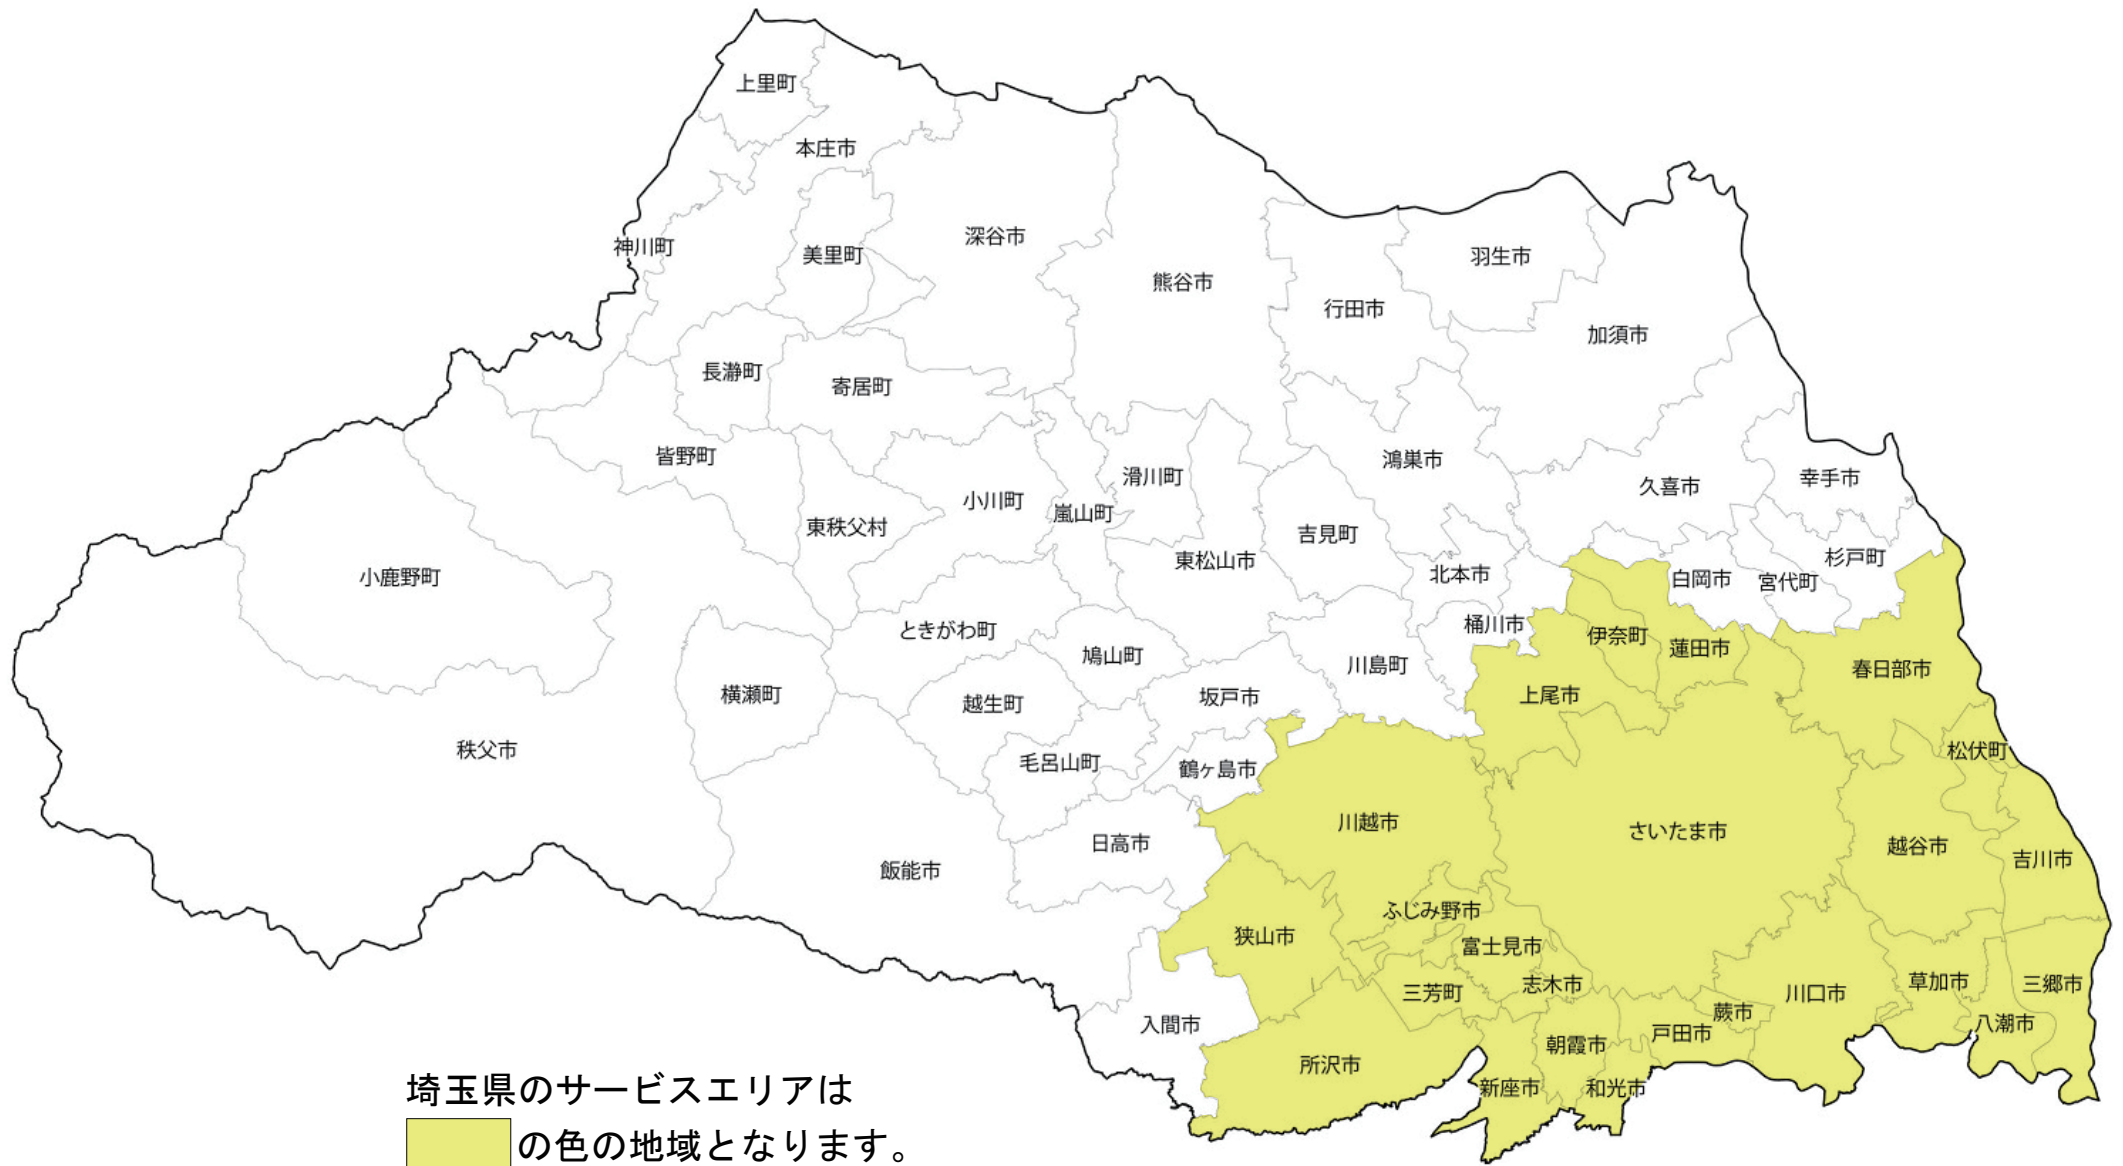 上里町
本庄市
神川町
美里町
深谷市
熊谷市
行田市
羽生市
加須市
長瀞町
寄居町
皆野町
東秩父村
小川町
嵐山町
滑川町
東松山市
吉見町
鴻巣市
北本市
久喜市
幸手市
杉戸町
宮代町
白岡市
小鹿野町
ときがわ町
鳩山町
川島町
桶川市
伊奈町
蓮田市
春日部市
横瀬町
越生町
坂戸市
上尾市
秩父市
毛呂山町
鶴ヶ島市
松伏町
日高市
川越市
さいたま市
越谷市
吉川市
飯能市
ふじみ野市
狭山市
富士見市
志木市
三芳町
川口市
草加市
三郷市
入間市
蕨市
戸田市
八潮市
朝霞市
所沢市
新座市
和光市
埼玉県のサービスエリアは
の色の地域となります。